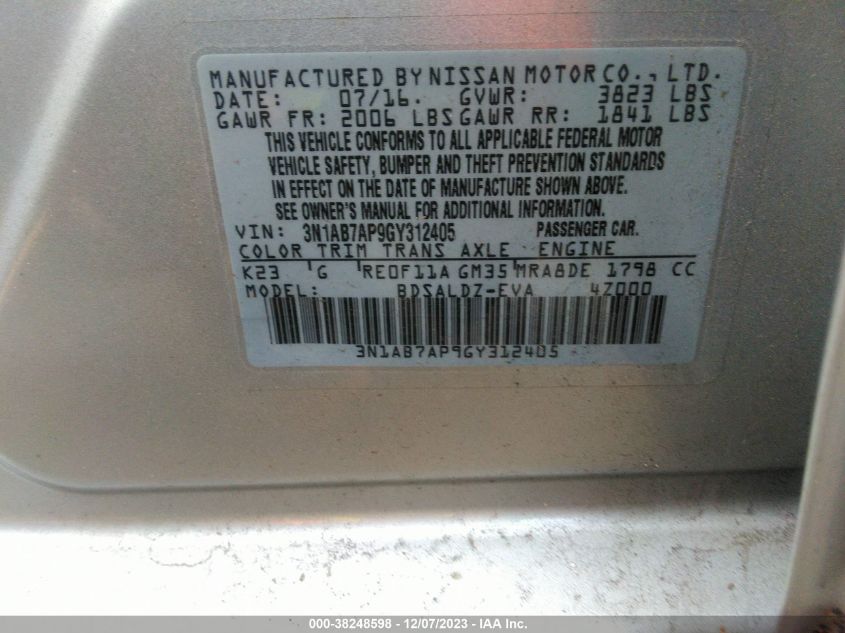 MANUFACTURED BY NISSAN MOTOR CO., LTD.
DATE: 07/16. GVWR: 3823 LBS
GAWR FR: 2006 LBS GAWR RR: 1841 LBS
THIS VEHICLE CONFORMS TO ALL APPLICABLE FEDERAL MOTOR
VEHICLE SAFETY, BUMPER AND THEFT PREVENTION STANDARDS
IN EFFECT ON THE DATE OF MANUFACTURE SHOWN ABOVE.
SEE OWNER'S MANUAL FOR ADDITIONAL INFORMATION.
VIN: 3N1AB7AP9GY312405 PASSENGER CAR.
COLOR TRIM TRANS AXLE ENGINE
K23 G RE0F11A GM35 MRA8DE 1798 CC
MODEL: BDSALDZ-EVA 4Z000
3N1AB7AP9GY312405
000-38248598 - 12/07/2023 - IAA Inc.